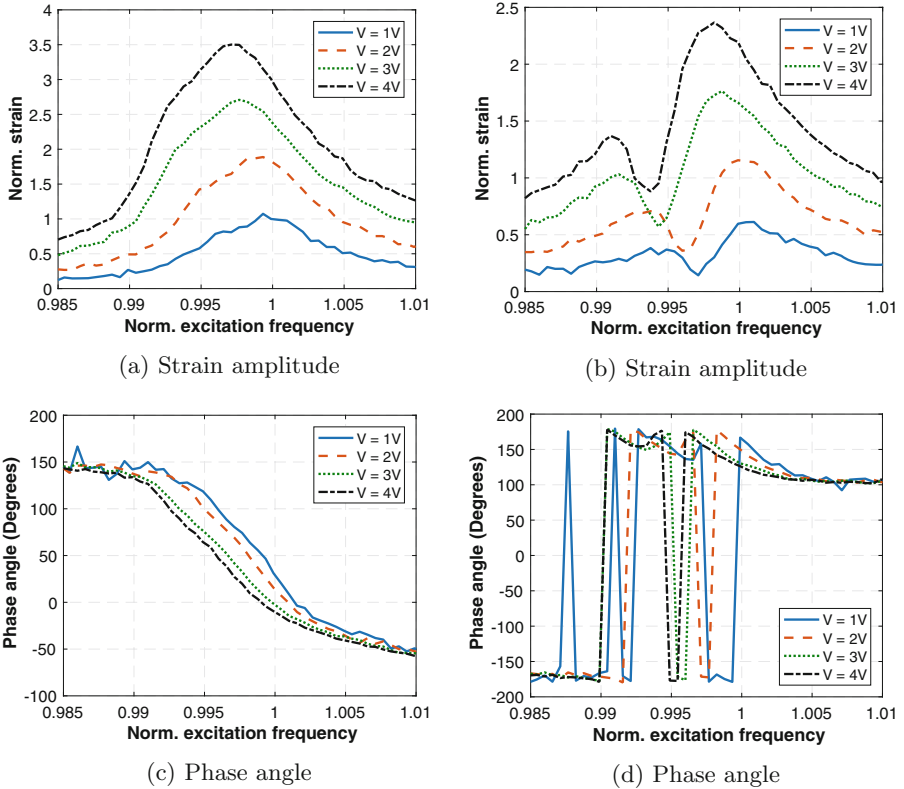 4
3.5
3
2.5
2
1.5
1
0.5
0
Norm. strain
V = 1V
V = 2V
V = 3V
V = 4V
0.985 0.99 0.995 1 1.005 1.01
Norm. excitation frequency
(a) Strain amplitude
2.5
2
1.5
1
0.5
0
Norm. strain
V = 1V
V = 2V
V = 3V
V = 4V
0.985 0.99 0.995 1 1.005 1.01
Norm. excitation frequency
(b) Strain amplitude
200
150
100
50
0
-50
-100
Phase angle (Degrees)
V = 1V
V = 2V
V = 3V
V = 4V
0.985 0.99 0.995 1 1.005 1.01
Norm. excitation frequency
(c) Phase angle
200
150
100
50
0
-50
-100
-150
-200
Phase angle (Degrees)
V = 1V
V = 2V
V = 3V
V = 4V
0.985 0.99 0.995 1 1.005 1.01
Norm. excitation frequency
(d) Phase angle